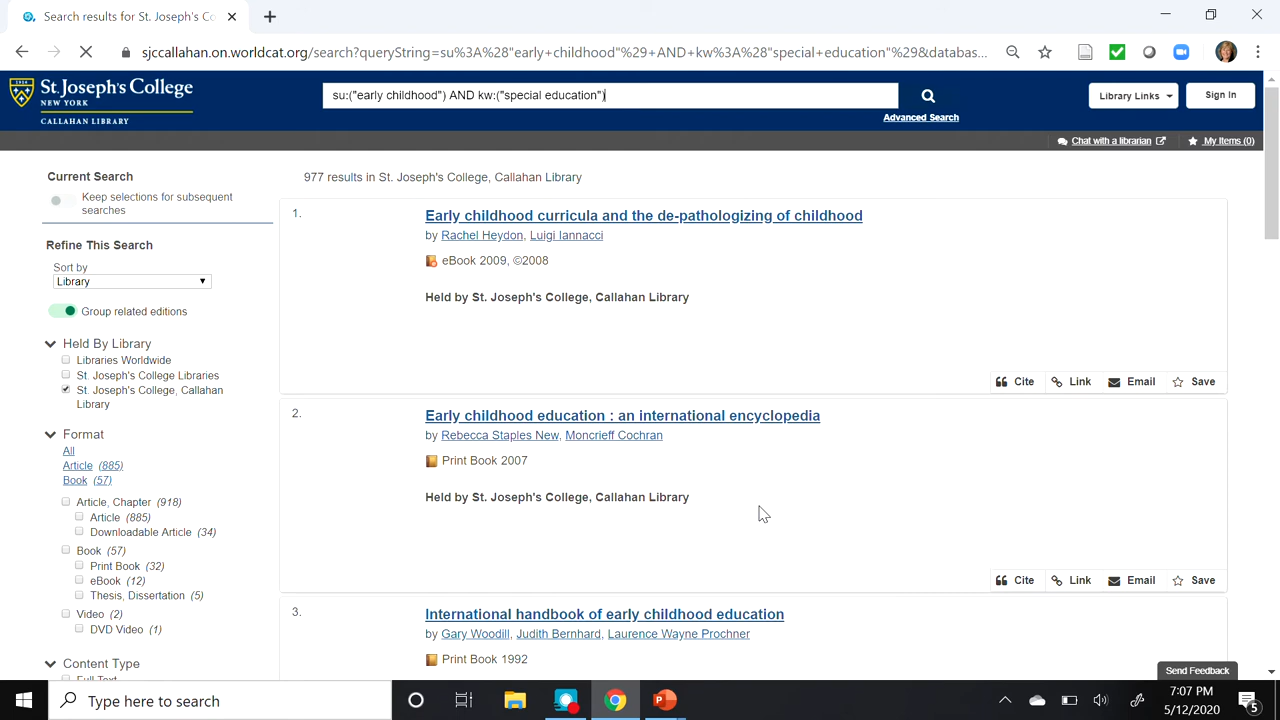 Search results for St. Joseph's Co
sjccallahan.on.worldcat.org/search?queryString=su%3A%28"early+childhood"%29+AND+kw%3A%28"special+education"%29&databas...
St. Joseph's College
NEW YORK
CALLAHAN LIBRARY
su:("early childhood") AND kw:("special education")
Advanced Search
Library Links
Sign In
Chat with a librarian
My Items (0)
Current Search
Keep selections for subsequent
searches
Refine This Search
Sort by
Library
Group related editions
Held By Library
Libraries Worldwide
St. Joseph's College Libraries
St. Joseph's College, Callahan
Library
Format
All
Article (885)
Book (57)
Article, Chapter (918)
Article (885)
Downloadable Article (34)
Book (57)
Print Book (32)
eBook (12)
Thesis, Dissertation (5)
Video (2)
DVD Video (1)
Content Type
977 results in St. Joseph's College, Callahan Library
1.
Early childhood curricula and the de-pathologizing of childhood
by Rachel Heydon, Luigi Iannacci
eBook 2009, ©2008
Held by St. Joseph's College, Callahan Library
Cite Link Email Save
2.
Early childhood education : an international encyclopedia
by Rebecca Staples New, Moncrieff Cochran
Print Book 2007
Held by St. Joseph's College, Callahan Library
Cite Link Email Save
3.
International handbook of early childhood education
by Gary Woodill, Judith Bernhard, Laurence Wayne Prochner
Print Book 1992
Send Feedback
Type here to search
7:07 PM
5/12/2020
5